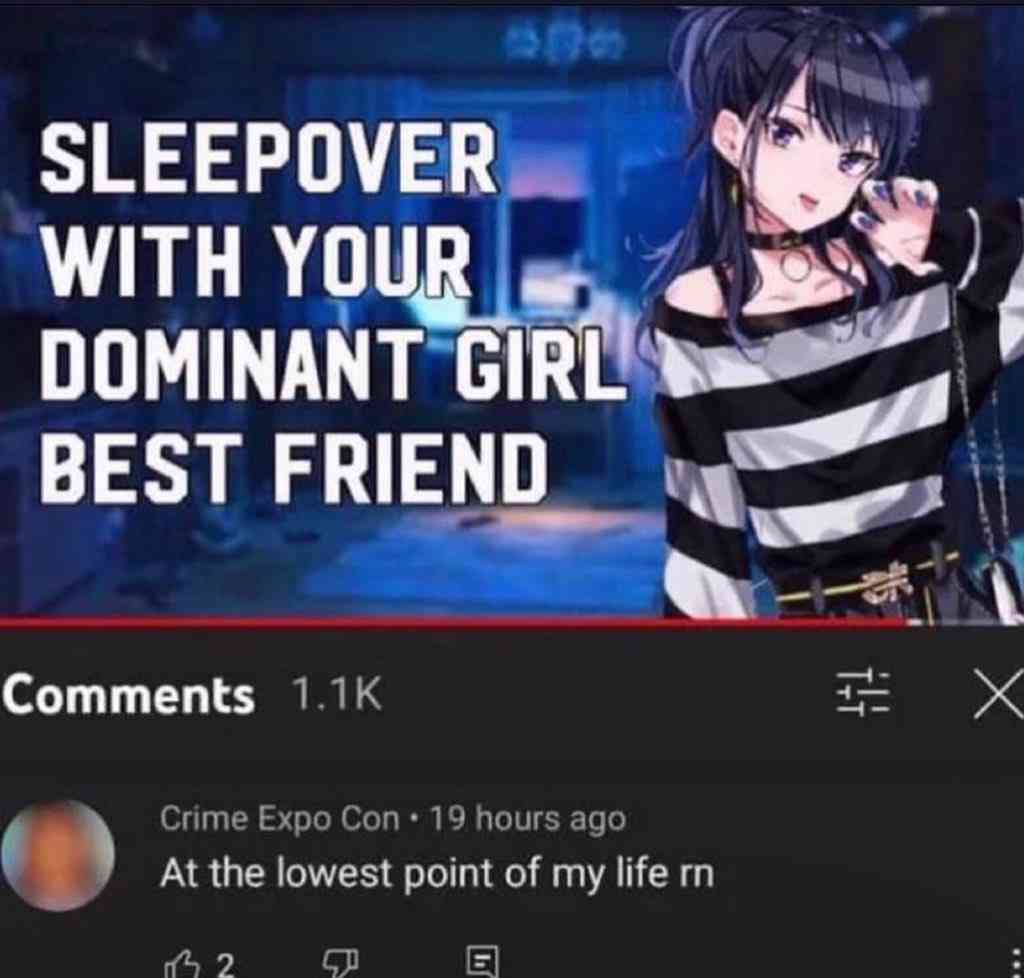 SLEEPOVER
WITH YOUR
DOMINANT GIRL
BEST FRIEND
Comments 1.1K
Crime Expo Con • 19 hours ago
At the lowest point of my life rn
2